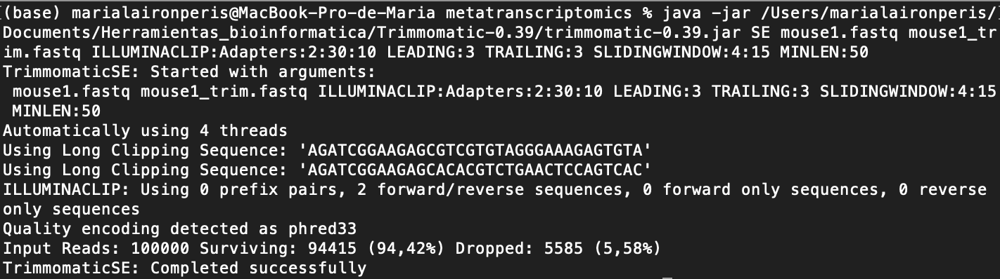 (base) marialaironperis@MacBook-Pro-de-Maria metatranscriptomics % java -jar /Users/marialaironperis/
Documents/Herramientas_bioinformatica/Trimmomatic-0.39/trimmomatic-0.39.jar SE mouse1.fastq mouse1_tr
im.fastq ILLUMINACLIP:Adapters:2:30:10 LEADING:3 TRAILING:3 SLIDINGWINDOW:4:15 MINLEN:50
TrimmomaticSE: Started with arguments:
 mouse1.fastq mouse1_trim.fastq ILLUMINACLIP:Adapters:2:30:10 LEADING:3 TRAILING:3 SLIDINGWINDOW:4:15
 MINLEN:50
Automatically using 4 threads
Using Long Clipping Sequence: 'AGATCGGAAGAGCGTCGTGTAGGGAAAGAGTGTA'
Using Long Clipping Sequence: 'AGATCGGAAGAGCACACGTCTGAACTCCAGTCAC'
ILLUMINACLIP: Using 0 prefix pairs, 2 forward/reverse sequences, 0 forward only sequences, 0 reverse
only sequences
Quality encoding detected as phred33
Input Reads: 100000 Surviving: 94415 (94,42%) Dropped: 5585 (5,58%)
TrimmomaticSE: Completed successfully